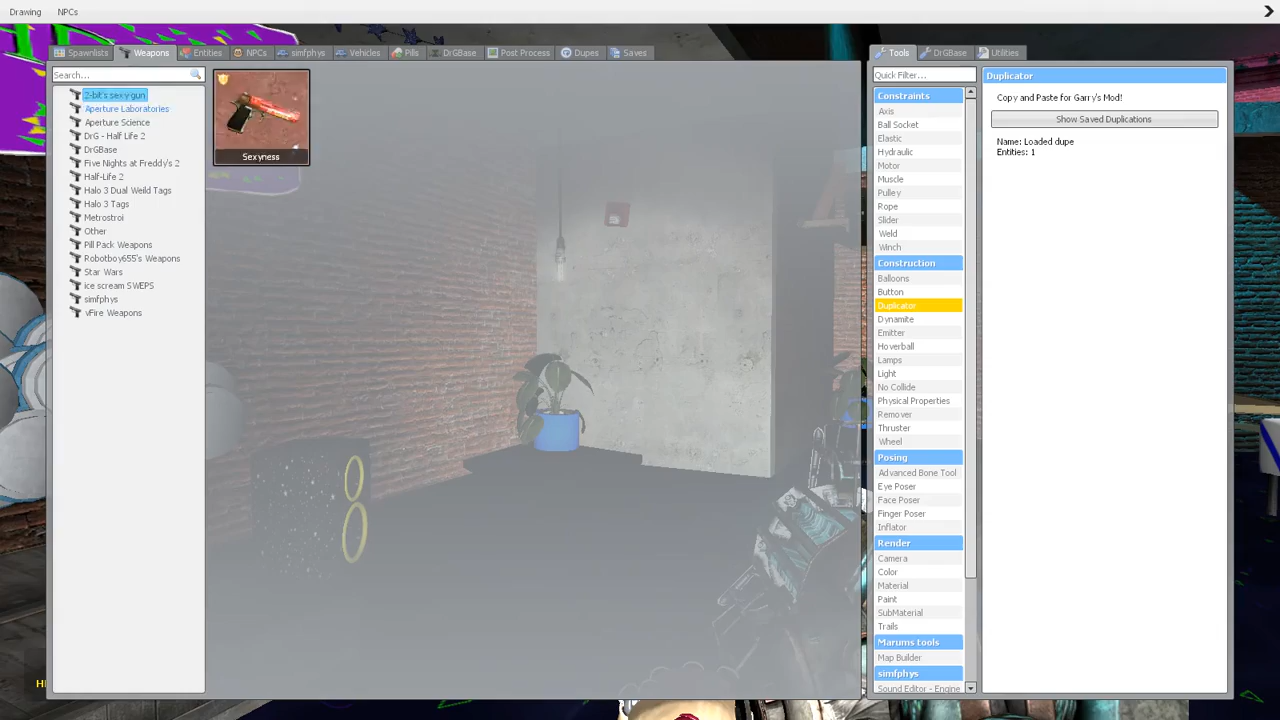 Drawing NPCs
Spawnlists Weapons Entities NPCs simfphys Vehicles Pills DrGBase Post Process Dupes Saves
Search...
2-bit's sexy gun
Aperture Laboratories
Aperture Science
DrG - Half Life 2
DrGBase
Five Nights at Freddy's 2
Half-Life 2
Halo 3 Dual Weild Tags
Halo 3 Tags
Metrostroi
Other
Pill Pack Weapons
Robotboy655's Weapons
Star Wars
ice scream SWEPS
simfphys
vFire Weapons
Sexyness
Tools DrGBase Utilities
Quick Filter...
Constraints
Axis
Ball Socket
Elastic
Hydraulic
Motor
Muscle
Pulley
Rope
Slider
Weld
Winch
Construction
Balloons
Button
Duplicator
Dynamite
Emitter
Hoverball
Lamps
Light
No Collide
Physical Properties
Remover
Thruster
Wheel
Posing
Advanced Bone Tool
Eye Poser
Face Poser
Finger Poser
Inflator
Render
Camera
Color
Material
Paint
SubMaterial
Trails
Marums tools
Map Builder
simfphys
Sound Editor - Engine
Duplicator
Copy and Paste for Garry's Mod!
Show Saved Duplications
Name: Loaded dupe
Entities: 1